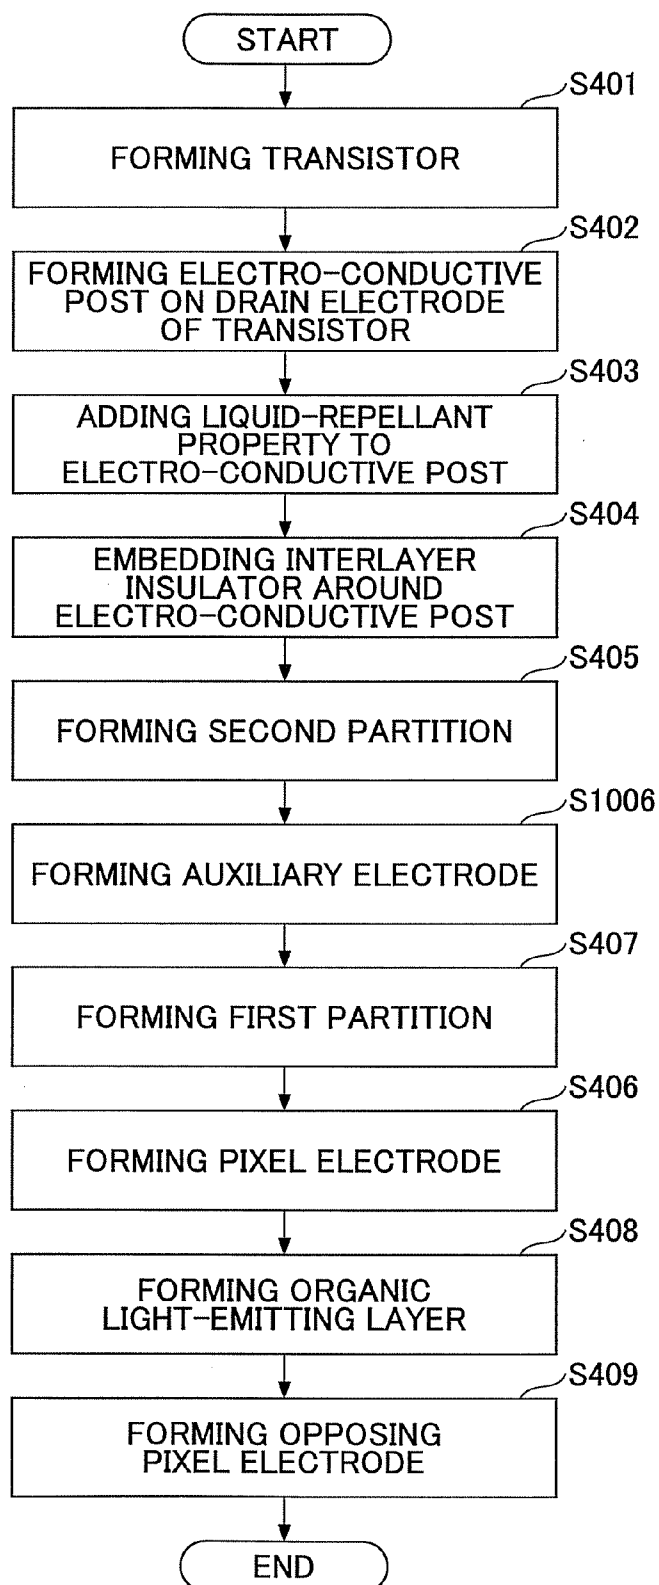 START
S401
FORMING TRANSISTOR
S402
FORMING ELECTRO-CONDUCTIVE
POST ON DRAIN ELECTRODE
OF TRANSISTOR
S403
ADDING LIQUID-REPELLANT
PROPERTY TO
ELECTRO-CONDUCTIVE POST
S404
EMBEDDING INTERLAYER
INSULATOR AROUND
ELECTRO-CONDUCTIVE POST
S405
FORMING SECOND PARTITION
S1006
FORMING AUXILIARY ELECTRODE
S407
FORMING FIRST PARTITION
S406
FORMING PIXEL ELECTRODE
S408
FORMING ORGANIC
LIGHT-EMITTING LAYER
S409
FORMING OPPOSING
PIXEL ELECTRODE
END